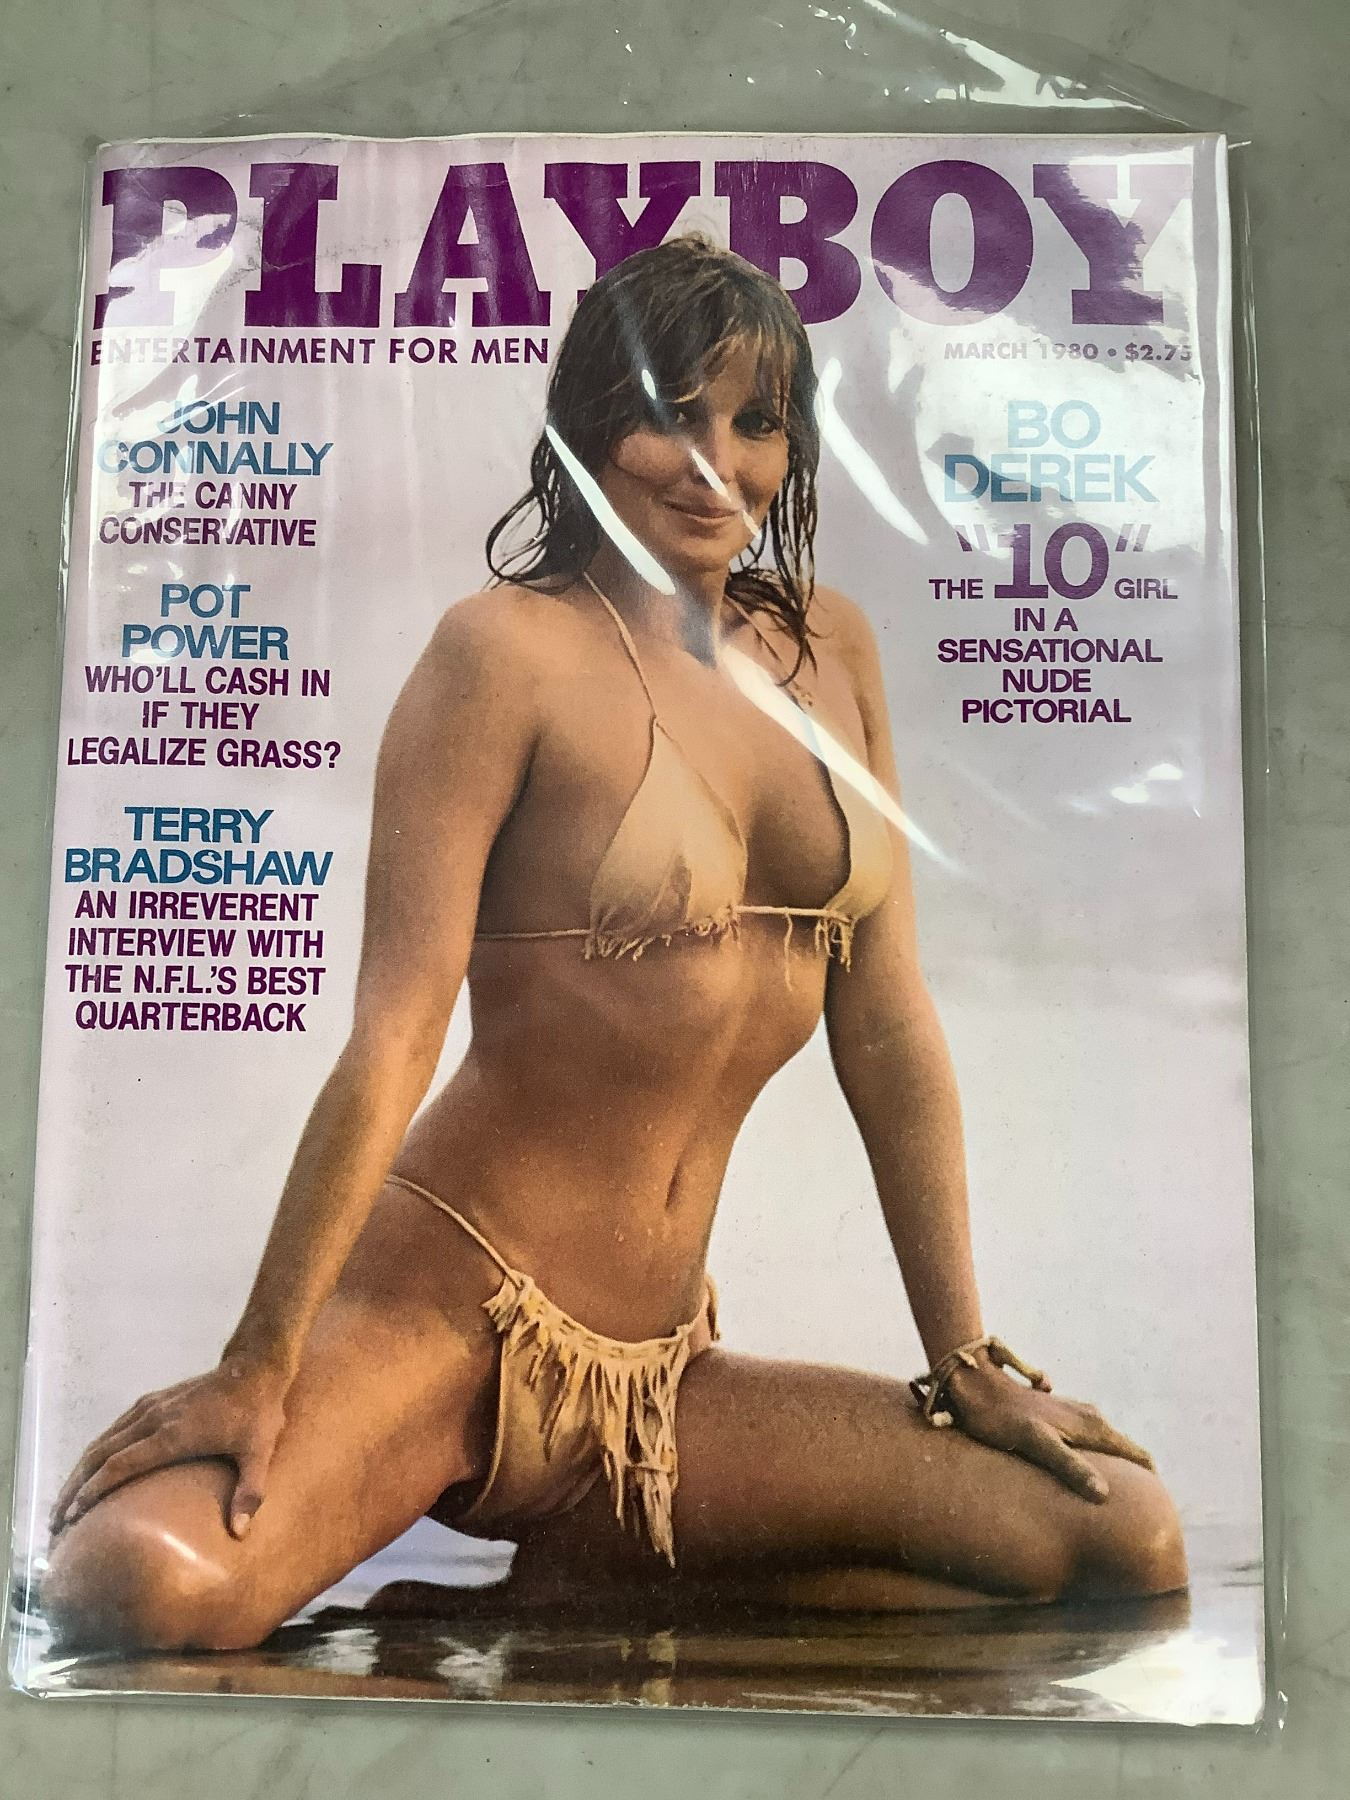 PLAYBOY
ENTERTAINMENT FOR MEN
MARCH 1980 • $2.75
JOHN
CONNALLY
THE CANNY
CONSERVATIVE
POT
POWER
WHO'LL CASH IN
IF THEY
LEGALIZE GRASS?
TERRY
BRADSHAW
AN IRREVERENT
INTERVIEW WITH
THE N.F.L.'S BEST
QUARTERBACK
BO
DEREK
THE "10" GIRL
IN A
SENSATIONAL
NUDE
PICTORIAL